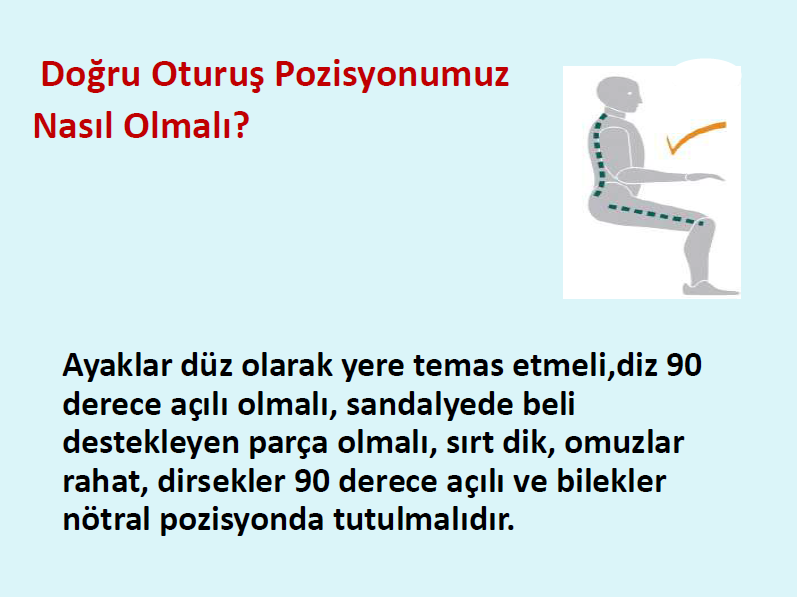 Doğru Oturuş Pozisyonumuz
Nasıl Olmalı?
Ayaklar düz olarak yere temas etmeli,diz 90
derece açılı olmalı, sandalyede beli
destekleyen parça olmalı, sırt dik, omuzlar
rahat, dirsekler 90 derece açılı ve bilekler
nötral pozisyonda tutulmalıdır.